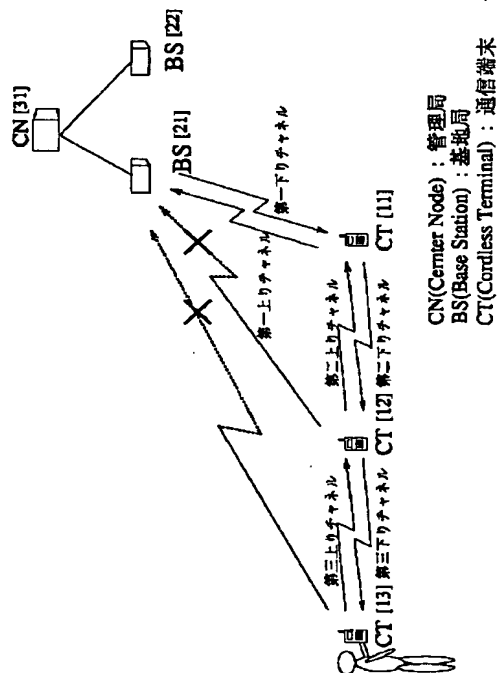 CN [31]
BS [22]
BS [21]
第一下りチャネル
第一上りチャネル
CT [11]
第二上りチャネル
第二下りチャネル
CT [12]
第三上りチャネル
第三下りチャネル
CT [13]
CN(Cernter Node) : 管理局
BS(Base Station) : 基地局
CT(Cordless Terminal) : 通信端末